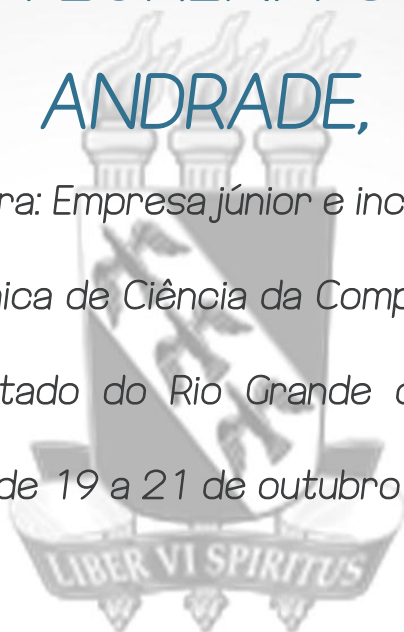 ANDRADE,
ra: Empresa júnior e inc
nica de Ciência da Comp
tado do Rio Grande d
de 19 a 21 de outubro
LIBER VI SPIRITUS